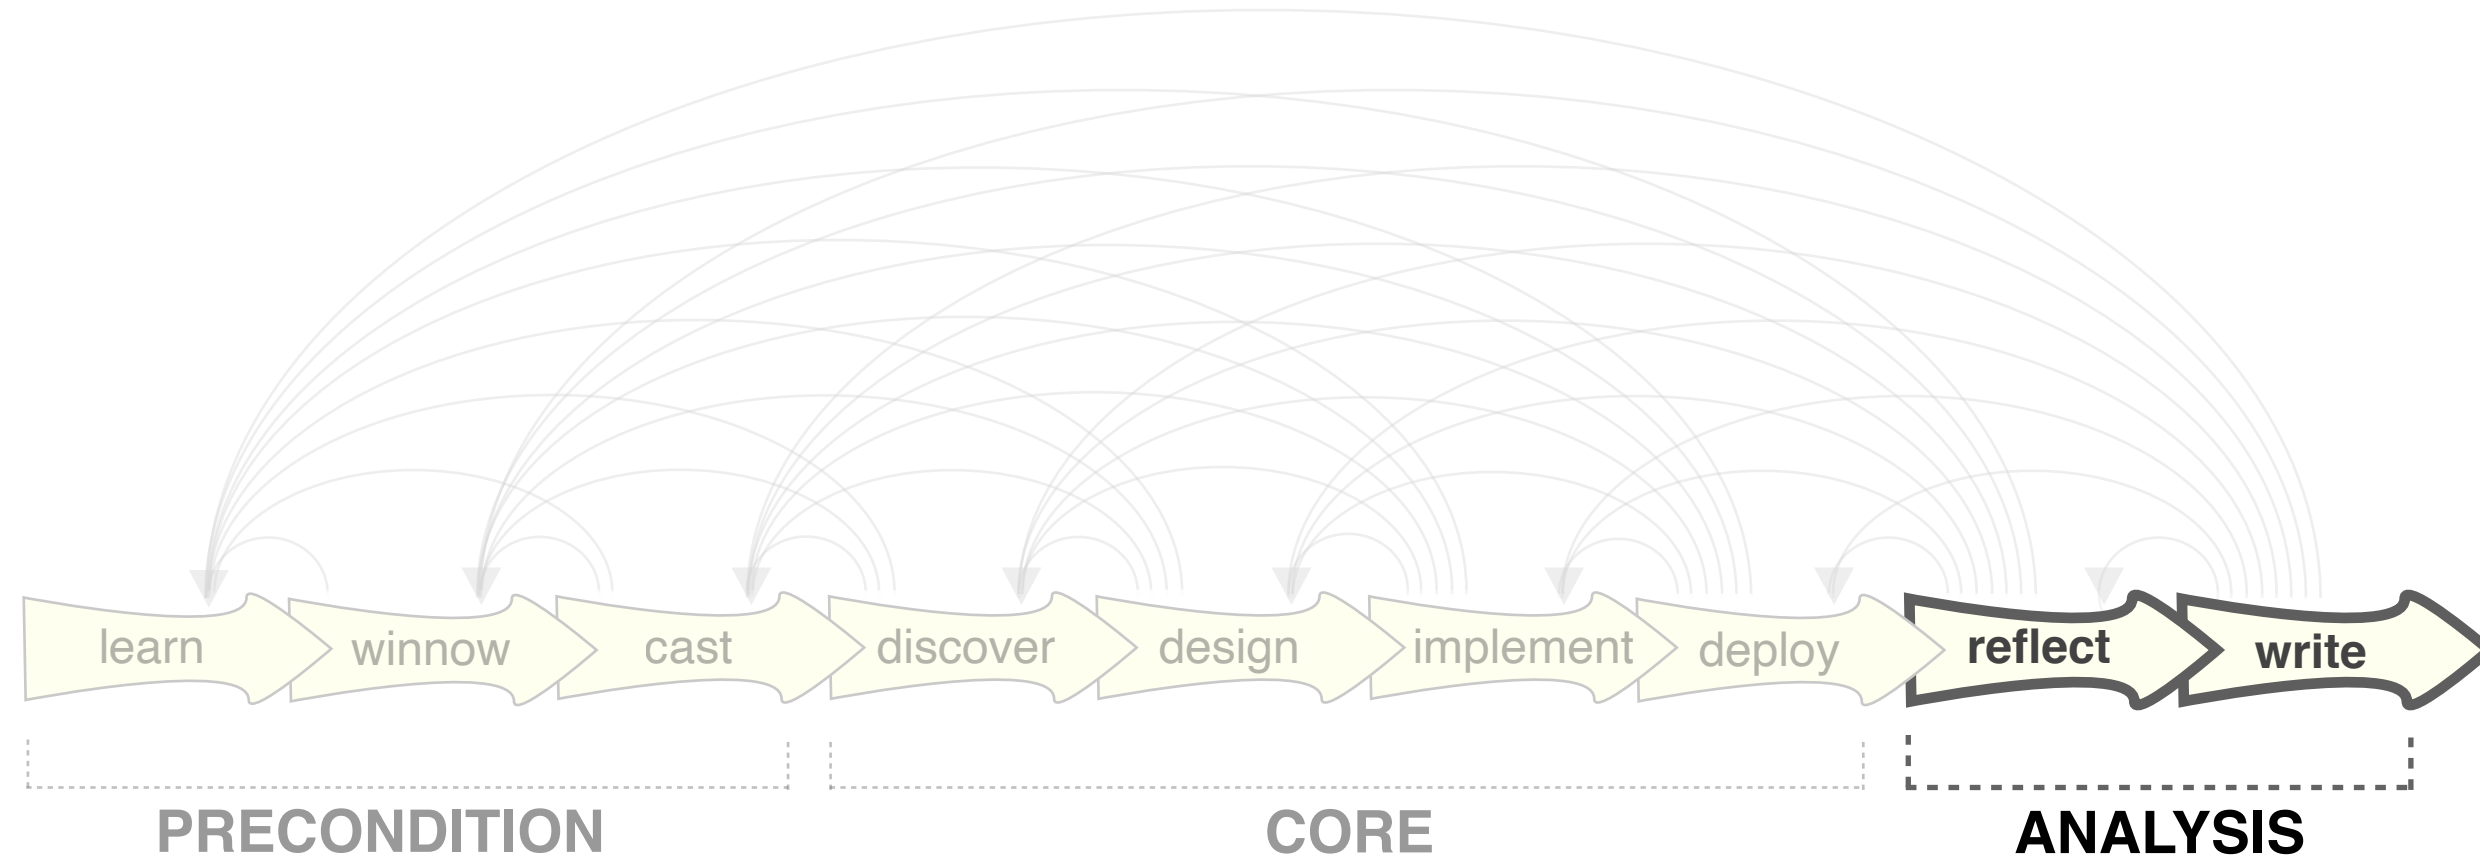 learn winnow cast discover design implement deploy reflect write
PRECONDITION CORE ANALYSIS